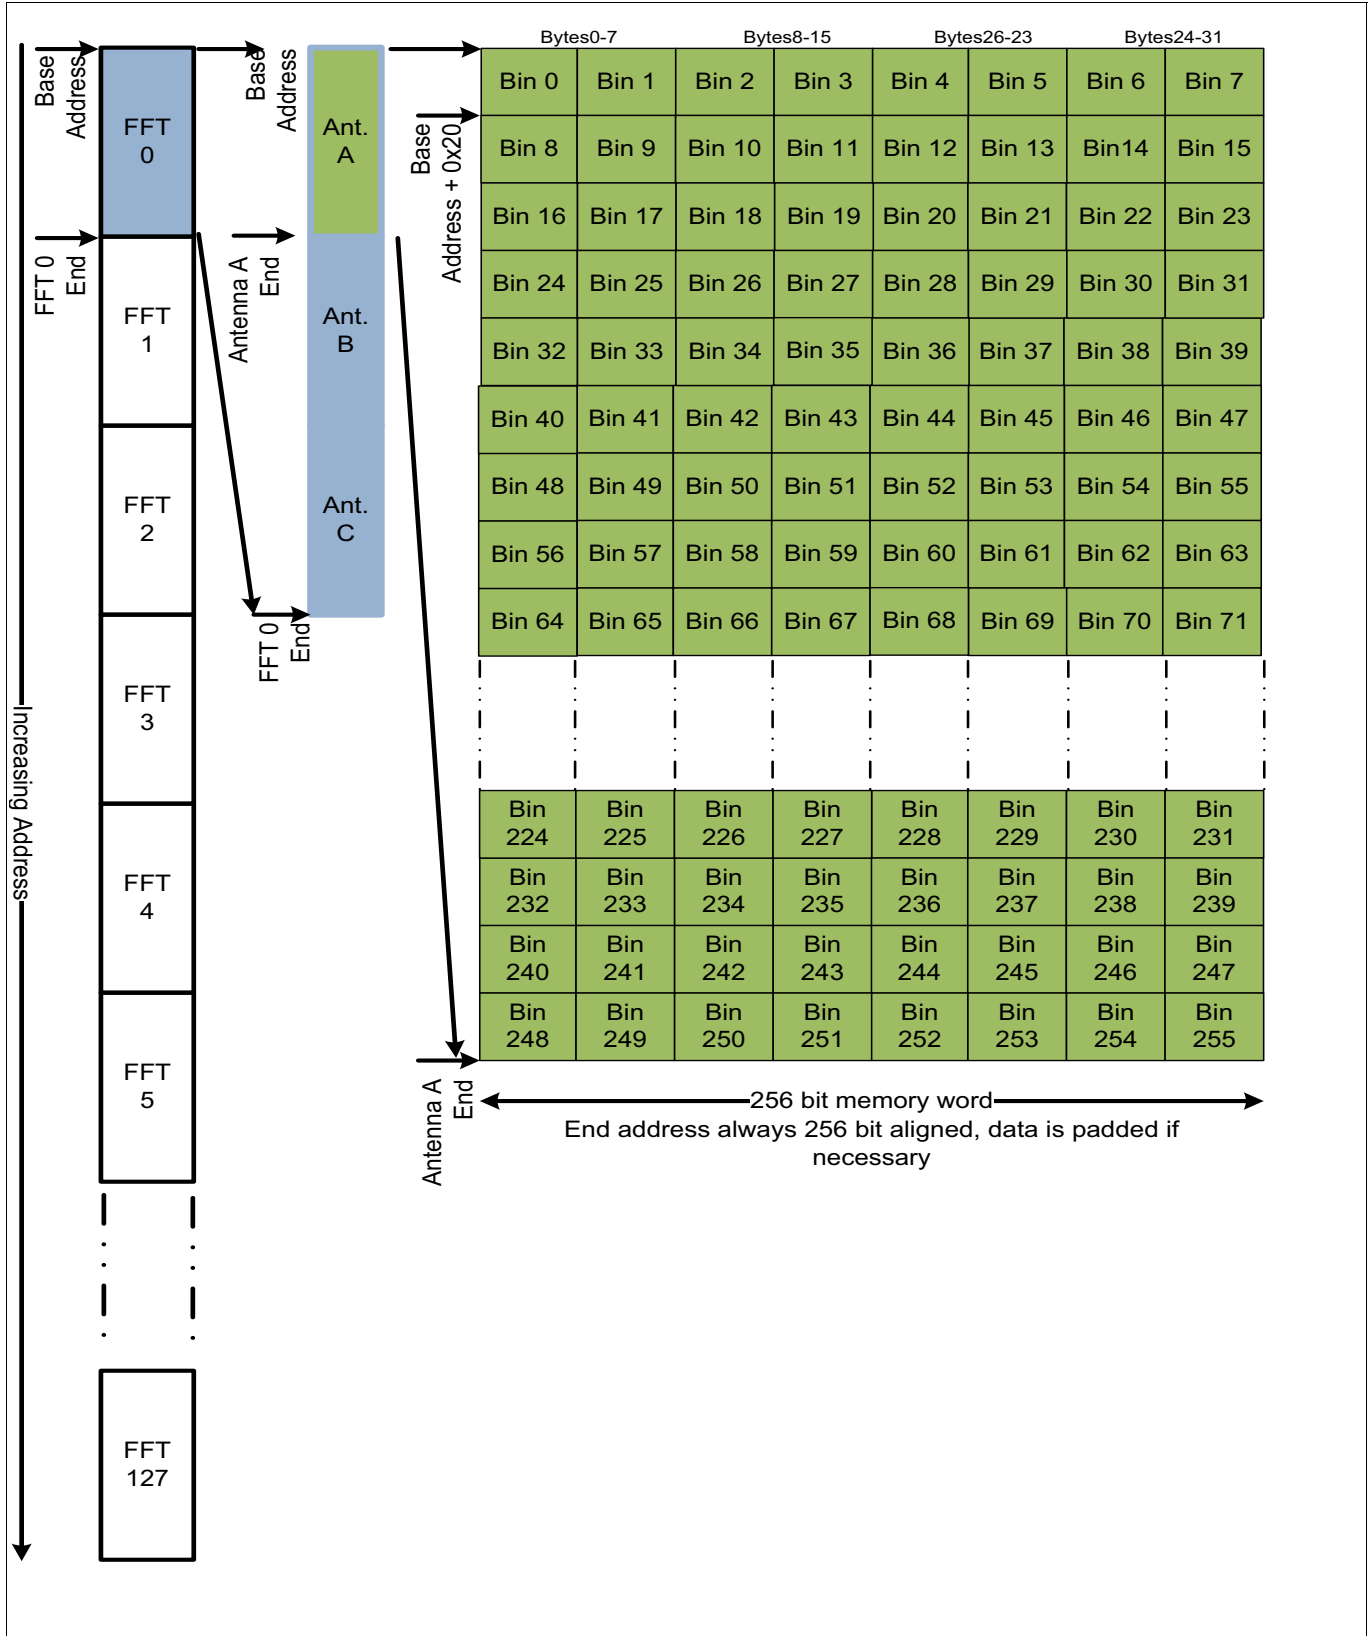 Bytes0-7 Bytes8-15 Bytes26-23 Bytes24-31
Base
Address
Base
Address
FFT
0
FFT 0
End
FFT
1
FFT
2
FFT
3
FFT
4
FFT
5
FFT
127
Increasing Address
Ant.
A
Antenna A
End
Ant.
B
Ant.
C
FFT 0
End
Base
Address + 0x20
Bin 0 Bin 1 Bin 2 Bin 3 Bin 4 Bin 5 Bin 6 Bin 7
Bin 8 Bin 9 Bin 10 Bin 11 Bin 12 Bin 13 Bin14 Bin 15
Bin 16 Bin 17 Bin 18 Bin 19 Bin 20 Bin 21 Bin 22 Bin 23
Bin 24 Bin 25 Bin 26 Bin 27 Bin 28 Bin 29 Bin 30 Bin 31
Bin 32 Bin 33 Bin 34 Bin 35 Bin 36 Bin 37 Bin 38 Bin 39
Bin 40 Bin 41 Bin 42 Bin 43 Bin 44 Bin 45 Bin 46 Bin 47
Bin 48 Bin 49 Bin 50 Bin 51 Bin 52 Bin 53 Bin 54 Bin 55
Bin 56 Bin 57 Bin 58 Bin 59 Bin 60 Bin 61 Bin 62 Bin 63
Bin 64 Bin 65 Bin 66 Bin 67 Bin 68 Bin 69 Bin 70 Bin 71
Bin Bin Bin Bin Bin Bin Bin Bin
224 225 226 227 228 229 230 231
Bin Bin Bin Bin Bin Bin Bin Bin
232 233 234 235 236 237 238 239
Bin Bin Bin Bin Bin Bin Bin Bin
240 241 242 243 244 245 246 247
Bin Bin Bin Bin Bin Bin Bin Bin
248 249 250 251 252 253 254 255
Antenna A
End
256 bit memory word
End address always 256 bit aligned, data is padded if
necessary